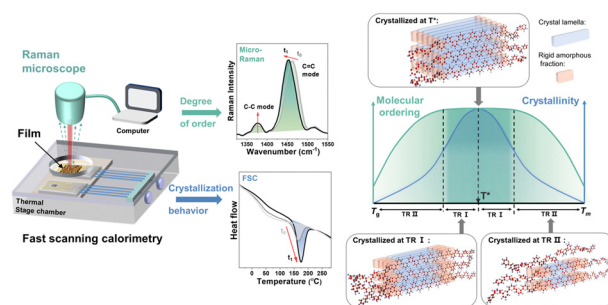 Raman
microscope
Computer
Film
Thermal
Stage chamber
Fast scanning calorimetry
Degree
of order
Crystallization
behavior
Micro-
Raman
t₁
t₀
C=C
mode
C-C mode
Raman Intensity
1350 1400 1450 1500 1550
Wavenumber (cm⁻¹)
FSC
Heat flow
t₀
t₁
0 50 100 150 200 250
Temperature (°C)
Crystallized at T*:
Crystal lamella:
Rigid amorphous
fraction:
Molecular
ordering
Crystallinity
T*
Tg
TR II
TR I
TR I
TR II
Tm
Crystallized at TR I :
Crystallized at TR II :